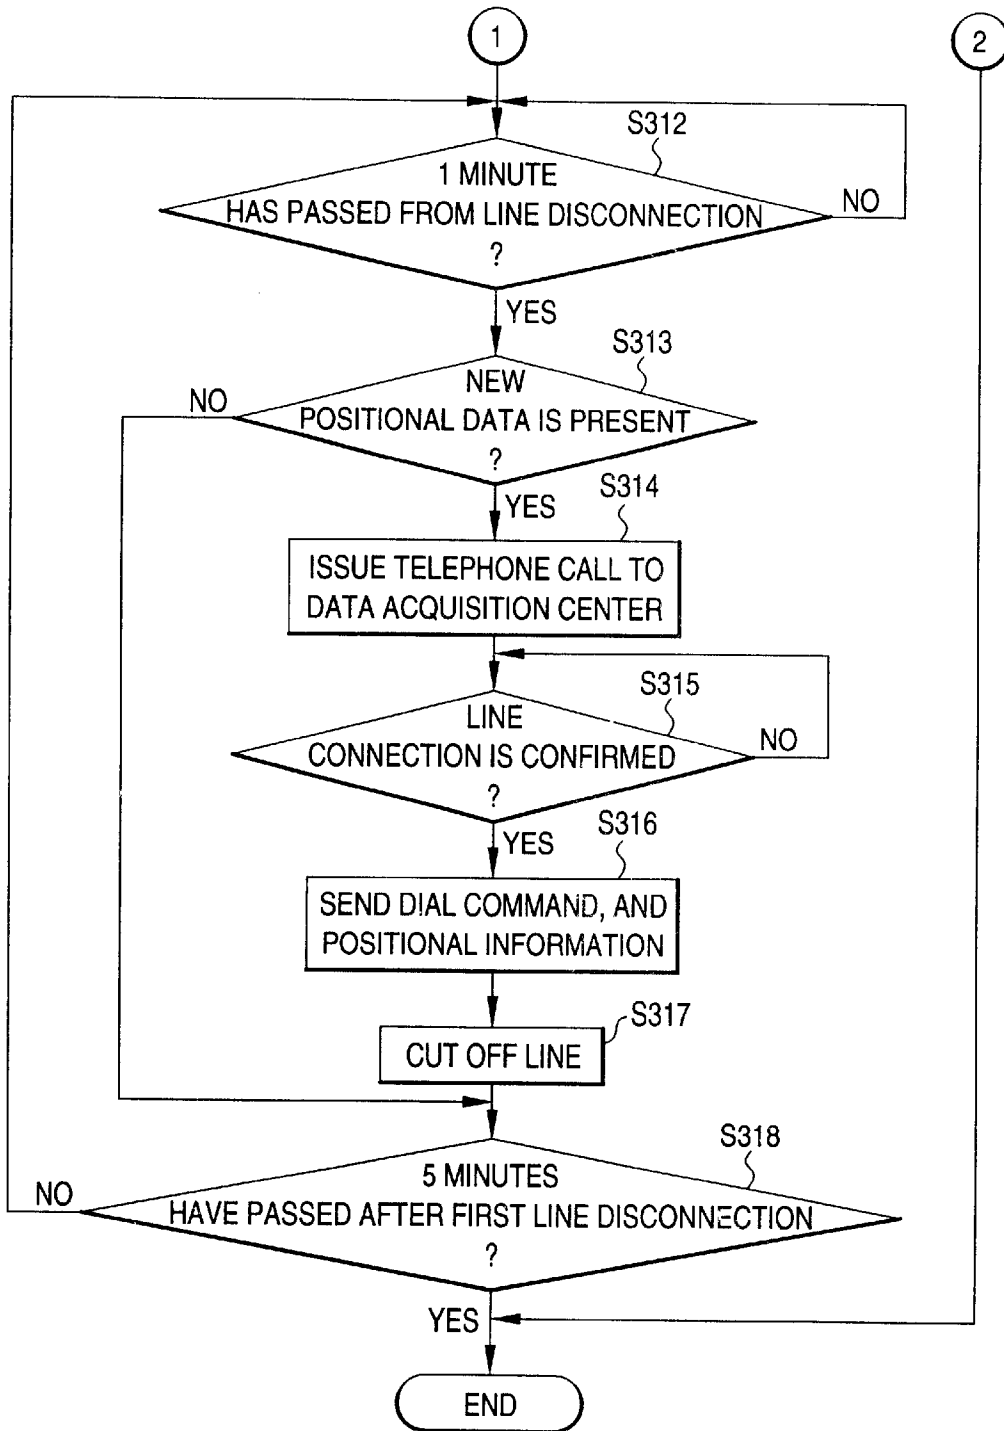 1
2
S312
1 MINUTE
HAS PASSED FROM LINE DISCONNECTION
?
NO
YES
S313
NEW
POSITIONAL DATA IS PRESENT
?
NO
YES
S314
ISSUE TELEPHONE CALL TO
DATA ACQUISITION CENTER
S315
LINE
CONNECTION IS CONFIRMED
?
NO
YES
S316
SEND DIAL COMMAND, AND
POSITIONAL INFORMATION
S317
CUT OFF LINE
S318
5 MINUTES
HAVE PASSED AFTER FIRST LINE DISCONNECTION
?
NO
YES
END